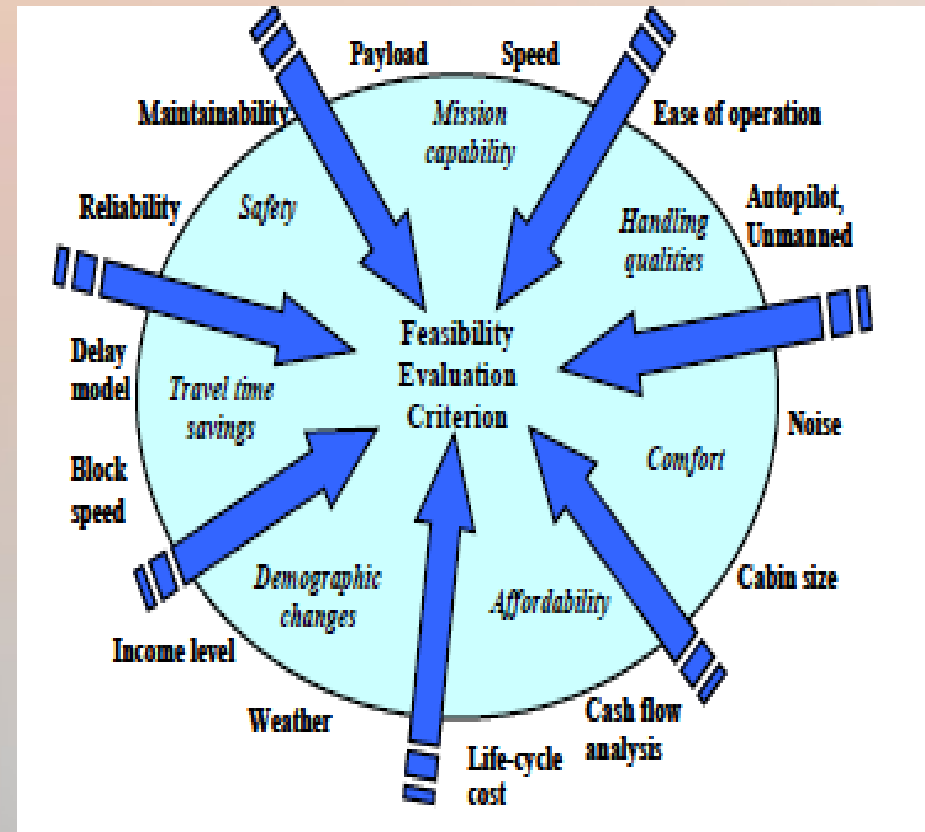 Payload
Speed
Maintainability
Mission
capability
Ease of operation
Reliability
Safety
Handling
qualities
Autopilot,
Unmanned
Feasibility
Evaluation
Criterion
Delay
model
Travel time
savings
Noise
Block
speed
Comfort
Demographic
changes
Affordability
Cabin size
Income level
Weather
Cash flow
analysis
Life-cycle
cost